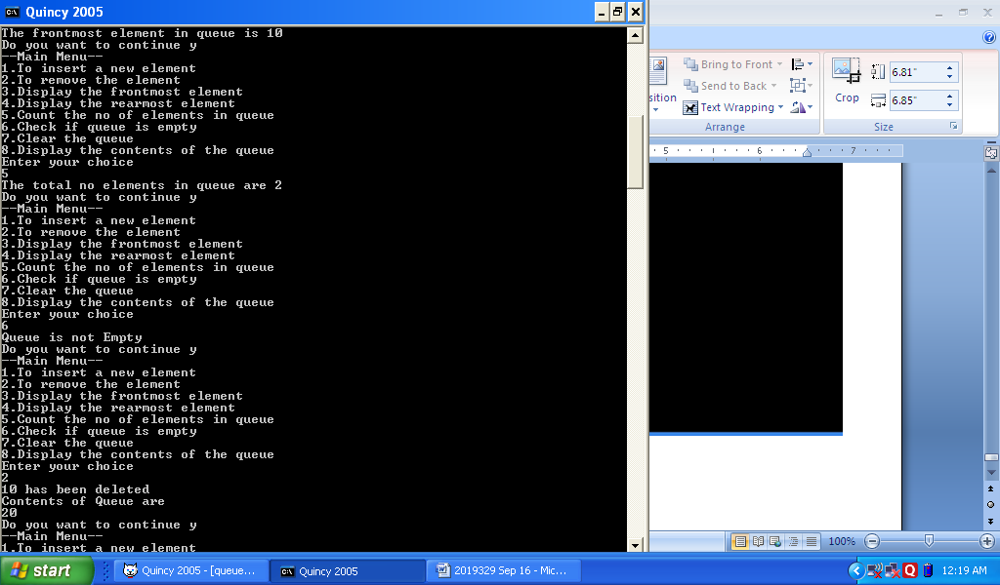 Quincy 2005
The frontmost element in queue is 10
Do you want to continue y
--Main Menu--
1.To insert a new element
2.To remove the element
3.Display the frontmost element
4.Display the rearmost element
5.Count the no of elements in queue
6.Check if queue is empty
7.Clear the queue
8.Display the contents of the queue
Enter your choice
5
The total no elements in queue are 2
Do you want to continue y
--Main Menu--
1.To insert a new element
2.To remove the element
3.Display the frontmost element
4.Display the rearmost element
5.Count the no of elements in queue
6.Check if queue is empty
7.Clear the queue
8.Display the contents of the queue
Enter your choice
6
Queue is not Empty
Do you want to continue y
--Main Menu--
1.To insert a new element
2.To remove the element
3.Display the frontmost element
4.Display the rearmost element
5.Count the no of elements in queue
6.Check if queue is empty
7.Clear the queue
8.Display the contents of the queue
Enter your choice
2
10 has been deleted
Contents of Queue are
20
Do you want to continue y
--Main Menu--
1.To insert a new element
Bring to Front
Send to Back
sition
Text Wrapping
Arrange
Crop
6.81"
6.85"
Size
5 6 7
100%
start
Quincy 2005 - [queue...
Quincy 2005
2019329 Sep 16 - Mic...
12:19 AM